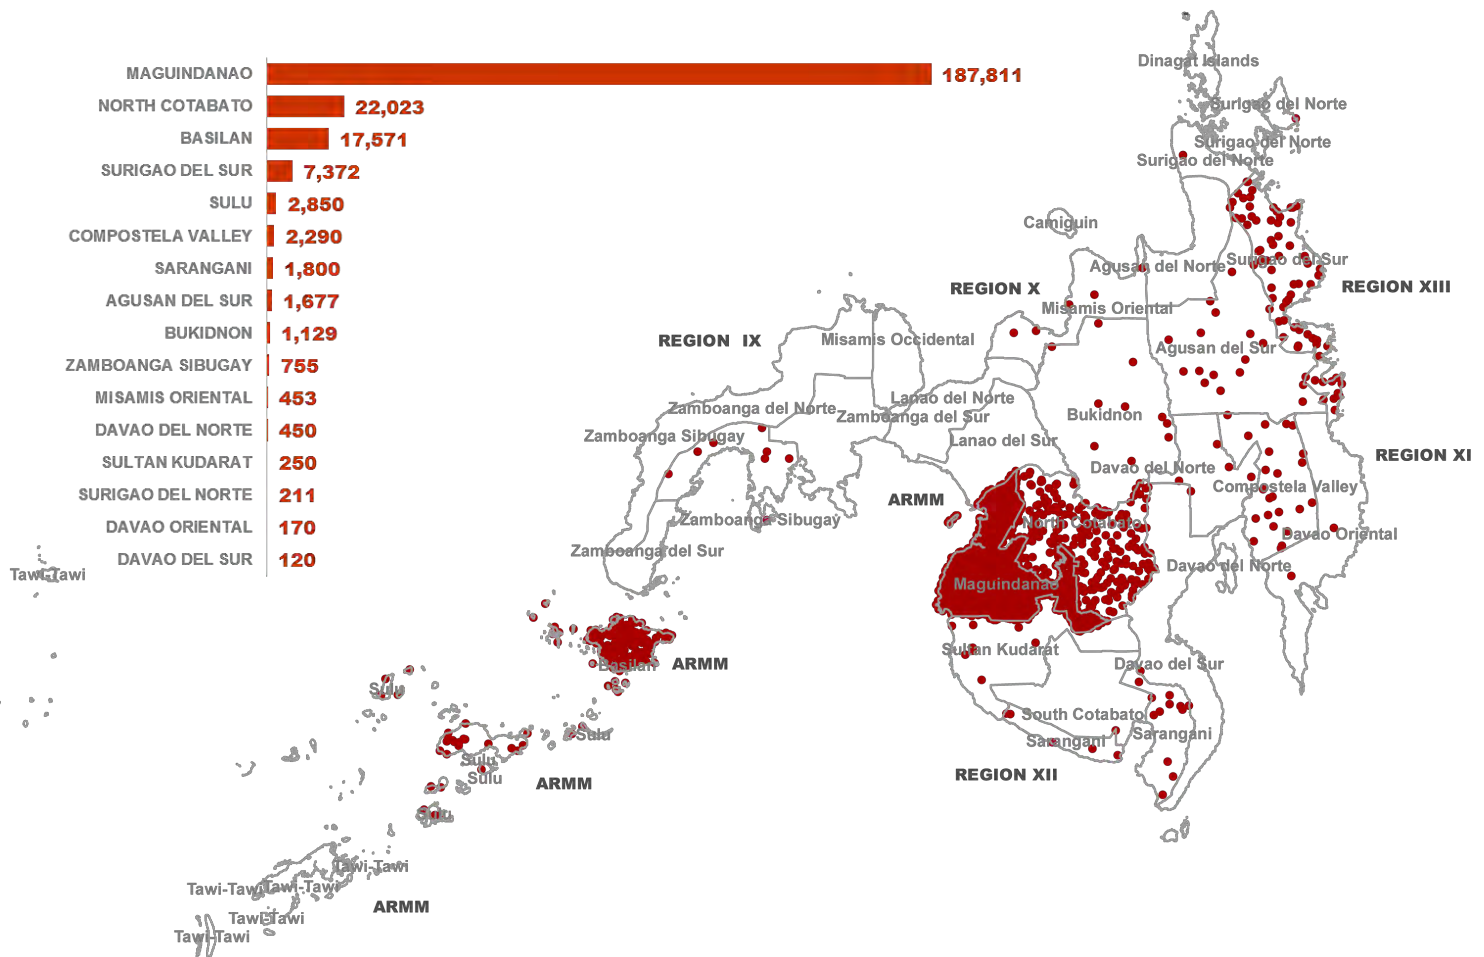 MAGUINDANAO 187,811
NORTH COTABATO 22,023
BASILAN 17,571
SURIGAO DEL SUR 7,372
SULU 2,850
COMPOSTELA VALLEY 2,290
SARANGANI 1,800
AGUSAN DEL SUR 1,677
BUKIDNON 1,129
ZAMBOANGA SIBUGAY 755
MISAMIS ORIENTAL 453
DAVAO DEL NORTE 450
SULTAN KUDARAT 250
SURIGAO DEL NORTE 211
DAVAO ORIENTAL 170
DAVAO DEL SUR 120
Dinagat Islands
Surigao del Norte
Surigao del Norte
Surigao del Norte
Camiguin
Agusan del Norte
Surigao del Sur
REGION X
REGION XIII
Misamis Oriental
REGION IX
Misamis Occidental
Agusan del Sur
Lanao del Norte
Zamboanga del Norte
Zamboanga del Sur
Bukidnon
Zamboanga Sibugay
Lanao del Sur
REGION XI
Davao del Norte
Compostela Valley
ARMM
Zamboanga Sibugay
North Cotabato
Davao Oriental
Zamboanga del Sur
Davao del Norte
Tawi-Tawi
Maguindanao
Sultan Kudarat
Basilan
ARMM
Davao del Sur
Sulu
South Cotabato
Sulu
Sarangani
Sarangani
Sulu
Sulu
REGION XII
ARMM
Sulu
Tawi-Tawi
Tawi-Tawi
Tawi-Tawi
ARMM
Tawi-Tawi
Tawi-Tawi